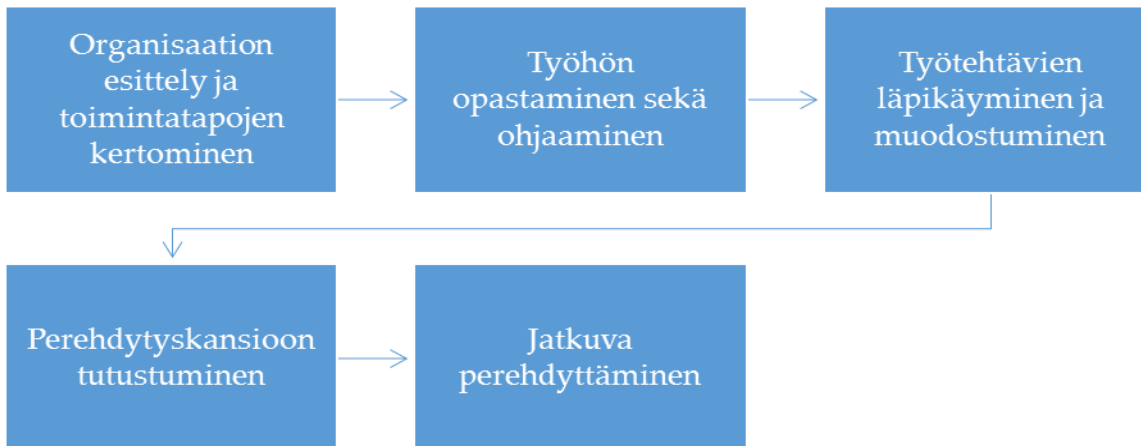 Organisaation
esittely ja
toimintatapojen
kertominen
Työhön
opastaminen sekä
ohjaaminen
Työtehtävien
läpikäyminen ja
muodostuminen
Perehdytyskansioon
tutustuminen
Jatkuva
perehdyttäminen